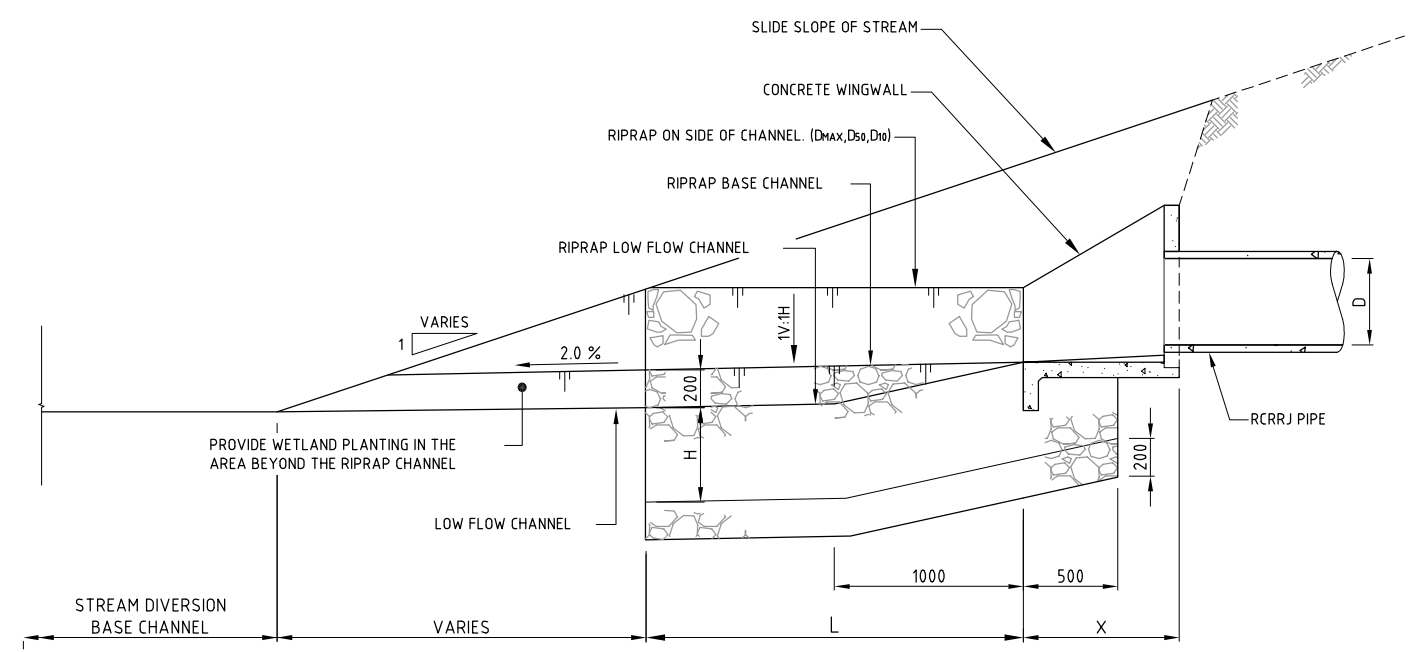 SLIDE SLOPE OF STREAM
CONCRETE WINGWALL
RIPRAP ON SIDE OF CHANNEL. (DMAX,D50,D10)
RIPRAP BASE CHANNEL
RIPRAP LOW FLOW CHANNEL
VARIES
1
1V:1H
2.0 %
D
200
RCRRJ PIPE
PROVIDE WETLAND PLANTING IN THE
AREA BEYOND THE RIPRAP CHANNEL
H
200
LOW FLOW CHANNEL
1000
500
STREAM DIVERSION
BASE CHANNEL
VARIES
L
X